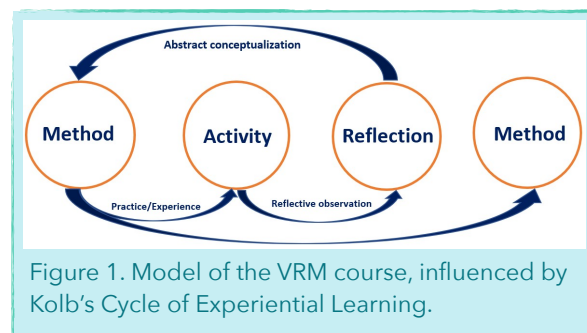 Abstract conceptualization
Method
Activity
Reflection
Method
Practice/Experience
Reflective observation
Figure 1. Model of the VRM course, influenced by
Kolb’s Cycle of Experiential Learning.